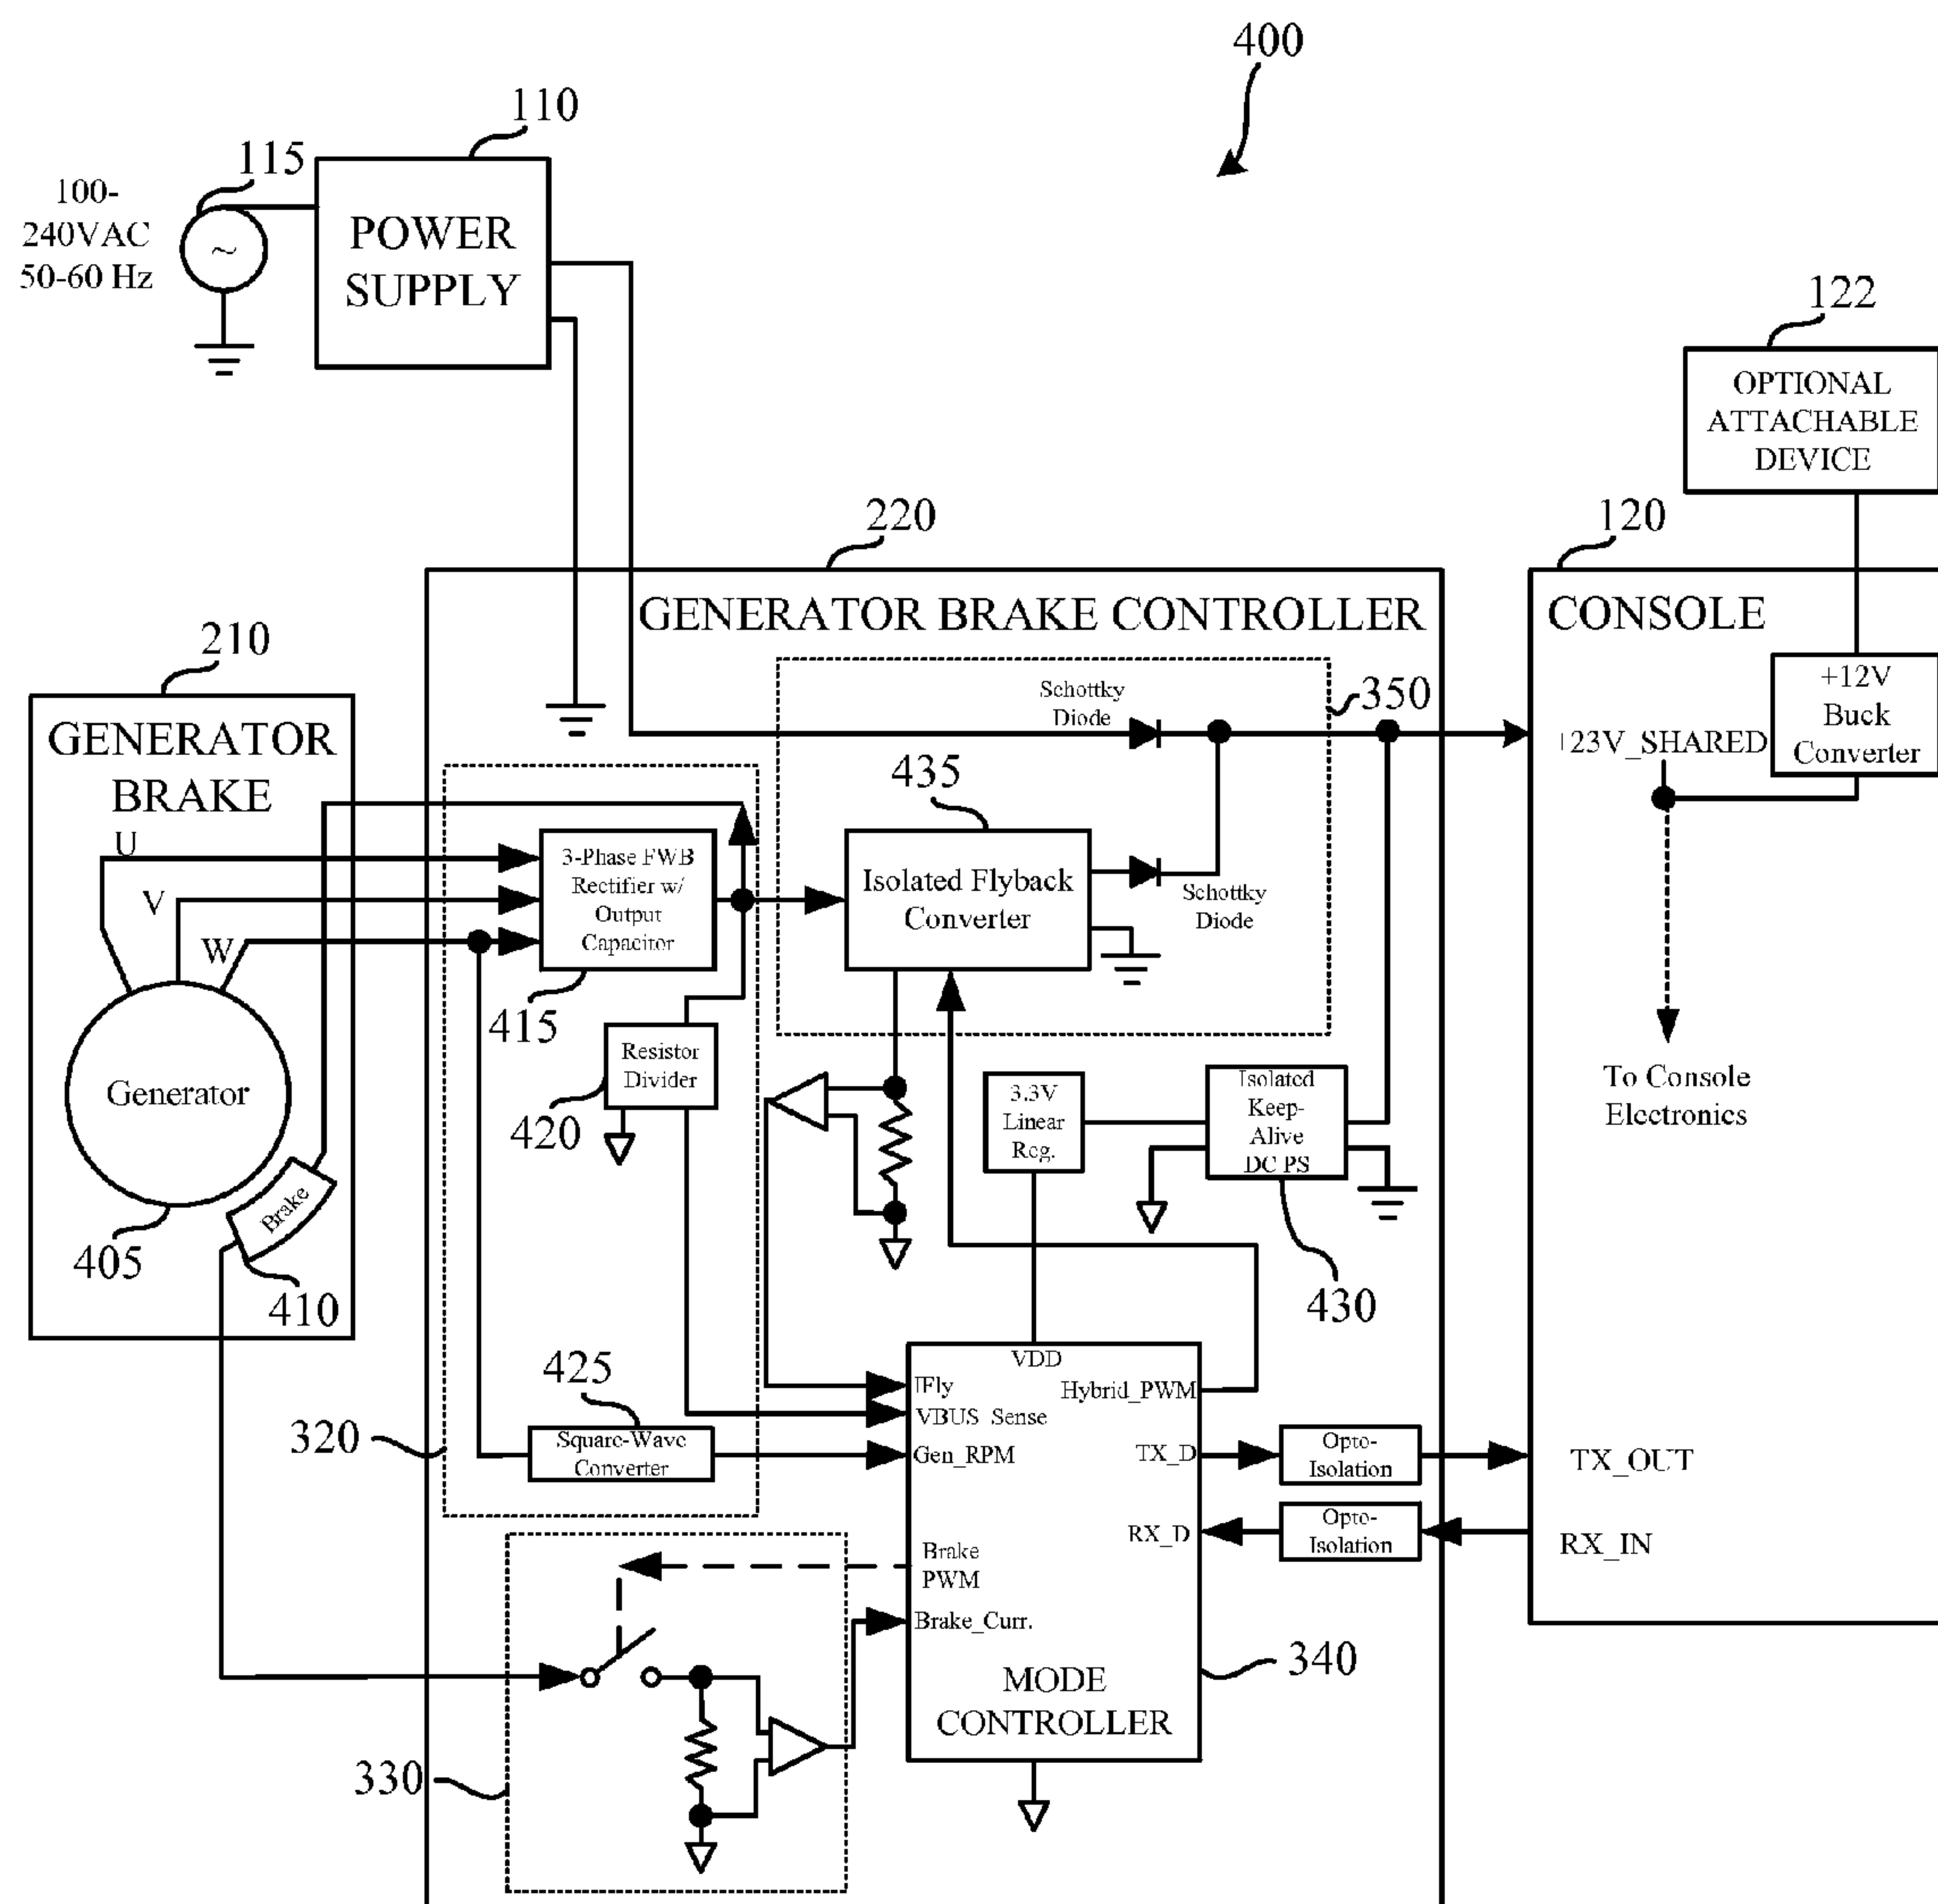 400
110
115
100-
240VAC
50-60 Hz
~
POWER
SUPPLY
122
OPTIONAL
ATTACHABLE
DEVICE
220
120
GENERATOR BRAKE CONTROLLER
CONSOLE
210
GENERATOR
BRAKE
Schottky
Diode
350
+12V
Buck
Converter
+23V_SHARED
435
U
V
W
3-Phase FWB
Rectifier w/
Output
Capacitor
Isolated Flyback
Converter
Schottky
Diode
415
Generator
Resistor
Divider
420
3.3V
Linear
Reg.
Isolated
Keep-
Alive
DC PS
To Console
Electronics
Brake
405
410
430
425
VDD
IFly
Hybrid_PWM
VBUS_Sense
320
Square-Wave
Converter
Gen_RPM
TX_D
Opto-
Isolation
TX_OUT
RX_D
Opto-
Isolation
RX_IN
Brake
PWM
Brake_Curr.
340
MODE
CONTROLLER
330